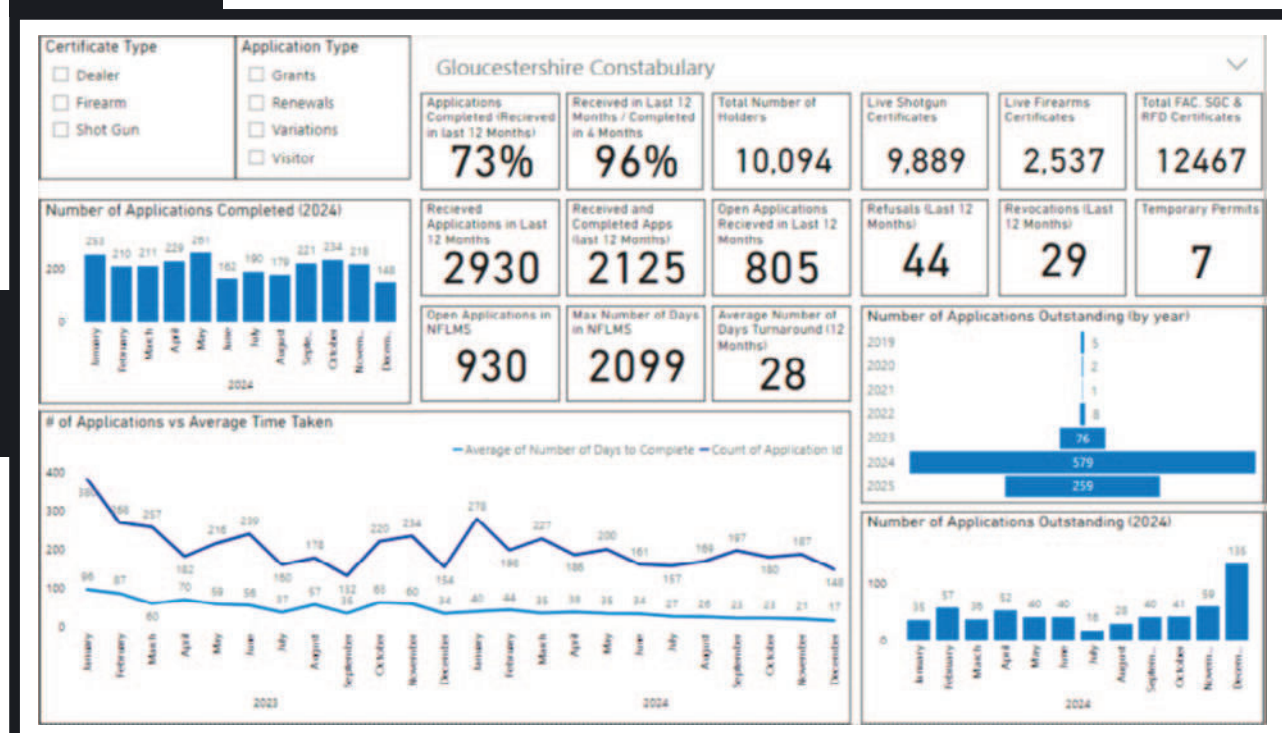 Certificate Type
Dealer
Firearm
Shot Gun
Application Type
Grants
Renewals
Variations
Visitor
Gloucestershire Constabulary
Applications
Completed (Recieved
in last 12 Months)
73%
Received in Last 12
Months / Completed
in 4 Months
96%
Total Number of
Holders
10,094
Live Shotgun
Certificates
9,889
Live Firearms
Certificates
2,537
Total FAC, SGC &
RFD Certificates
12467
Recieved
Applications in Last
12 Months
2930
Received and
Completed Apps
(last 12 Months)
2125
Open Applications
Recieved in Last 12
Months
805
Refusals (Last 12
Months)
44
Revocations (Last
12 Months)
29
Temporary Permits
7
Open Applications in
NFLMS
930
Max Number of Days
in NFLMS
2099
Average Number of
Days Turnaround (12
Months)
28
Number of Applications Completed (2024)
200
0
253 210 211 229 261 162 190 179 221 234 218 148
January February March April May June July August Septe... October Novem... Decem...
2024
Number of Applications Outstanding (by year)
2019 5
2020 2
2021 1
2022 8
2023 76
2024 579
2025 259
# of Applications vs Average Time Taken
Average of Number of Days to Complete Count of Application Id
400
300
200
100
0
380 268 257 182 216 239 160 178 132 220 234 154 278 198 227 186 200 161 157 169 197 180 187 148
96 87 60 70 59 56 37 57 35 63 60 34 40 44 35 38 35 34 27 26 23 23 21 17
January February March April May June July August September October November December January February March April May June July August September October November December
2023 2024
Number of Applications Outstanding (2024)
100
0
35 57 36 52 40 40 16 28 40 41 59 135
January February March April May June July August Septem... October Novem... Decem...
2024